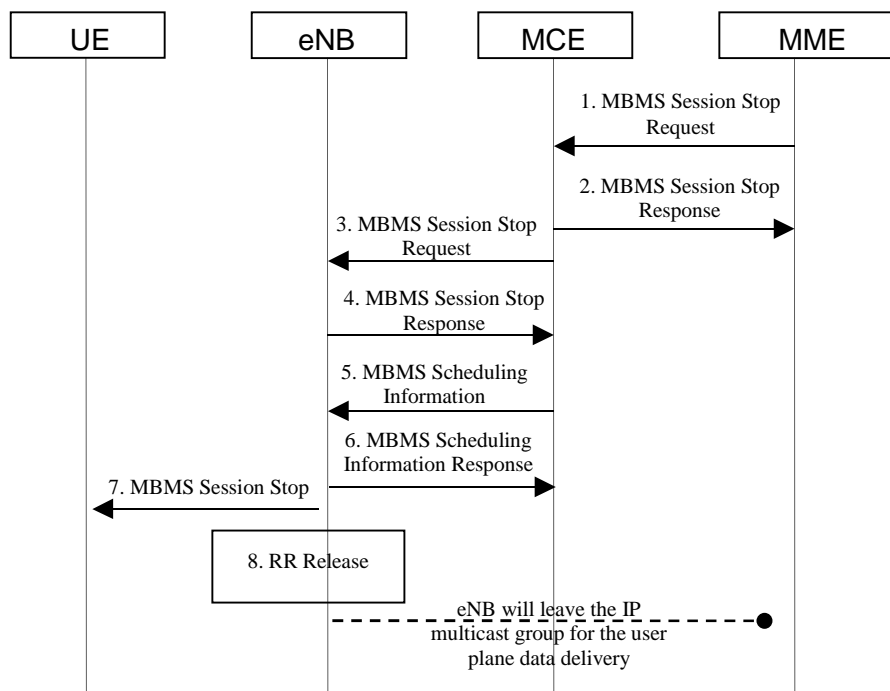 UE
eNB
MCE
MME
1. MBMS Session Stop
Request
2. MBMS Session Stop
Response
3. MBMS Session Stop
Request
4. MBMS Session Stop
Response
5. MBMS Scheduling
Information
6. MBMS Scheduling
Information Response
7. MBMS Session Stop
8. RR Release
eNB will leave the IP
multicast group for the user
plane data delivery